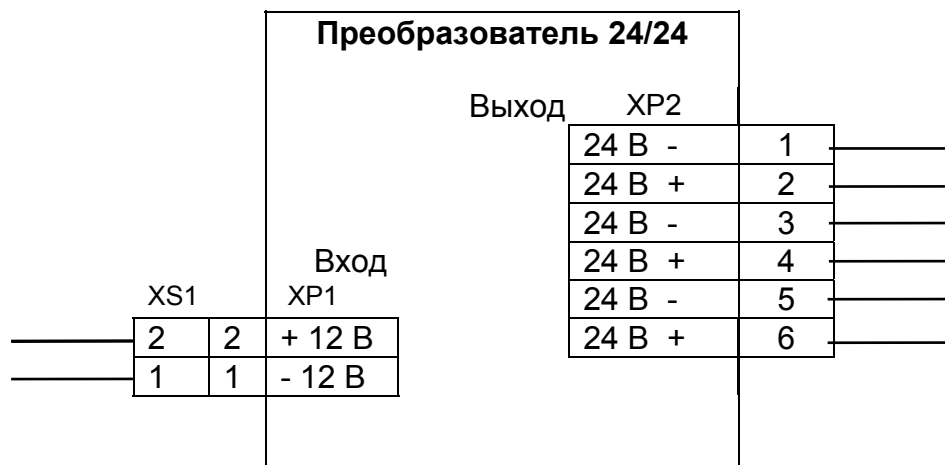 Преобразователь 24/24
Выход XP2
24 В - 1
24 В + 2
24 В - 3
24 В + 4
24 В - 5
24 В + 6
Вход
XS1 XP1
2 2 + 12 В
1 1 - 12 В